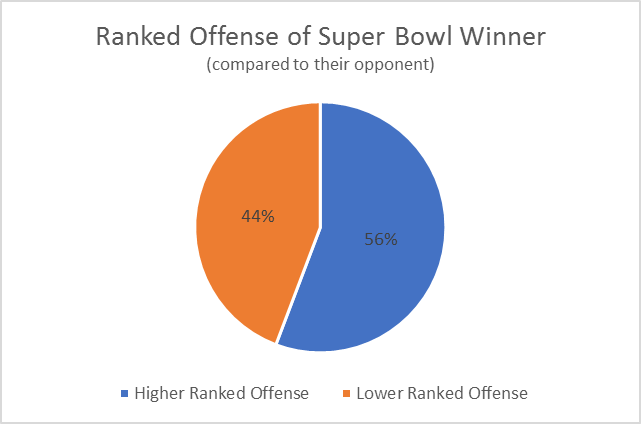 Ranked Offense of Super Bowl Winner
(compared to their opponent)
44%
56%
Higher Ranked Offense
Lower Ranked Offense